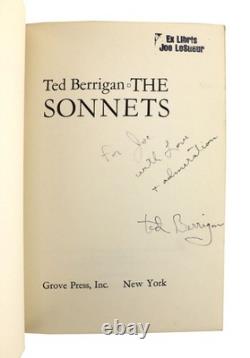 Ex Libris
Joe LeSueur
Ted Berrigan THE
SONNETS
for Joe
with Love
+ admiration
Ted Berrigan
Grove Press, Inc. New York
© ebay